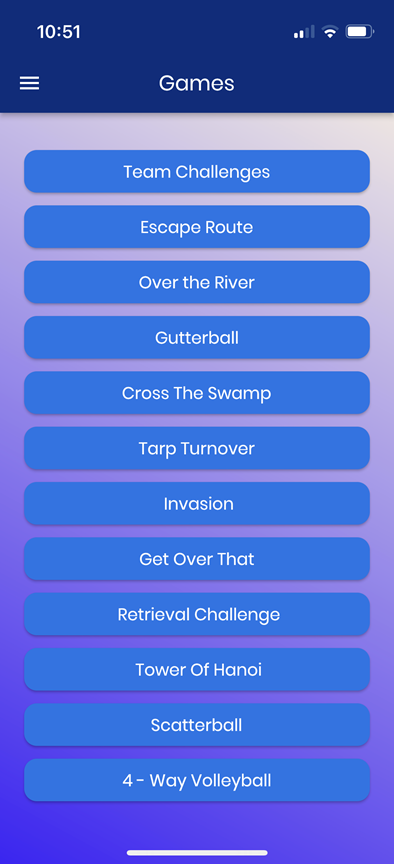 10:51
Games
Team Challenges
Escape Route
Over the River
Gutterball
Cross The Swamp
Tarp Turnover
Invasion
Get Over That
Retrieval Challenge
Tower Of Hanoi
Scatterball
4 - Way Volleyball